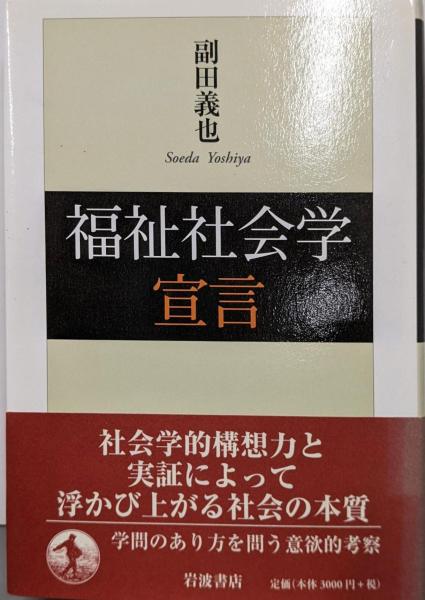 副田義也
Soeda Yoshiya
福祉社会学
宣言
社会学的構想力と
実証によって
浮かび上がる社会の本質
学問のあり方を問う意欲的考察
岩波書店
定価(本体3000円+税)